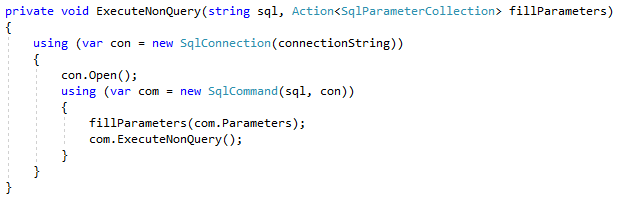 private void ExecuteNonQuery(string sql, Action<SqlParameterCollection> fillParameters)
{
    using (var con = new SqlConnection(connectionString))
    {
        con.Open();
        using (var com = new SqlCommand(sql, con))
        {
            fillParameters(com.Parameters);
            com.ExecuteNonQuery();
        }
    }
}